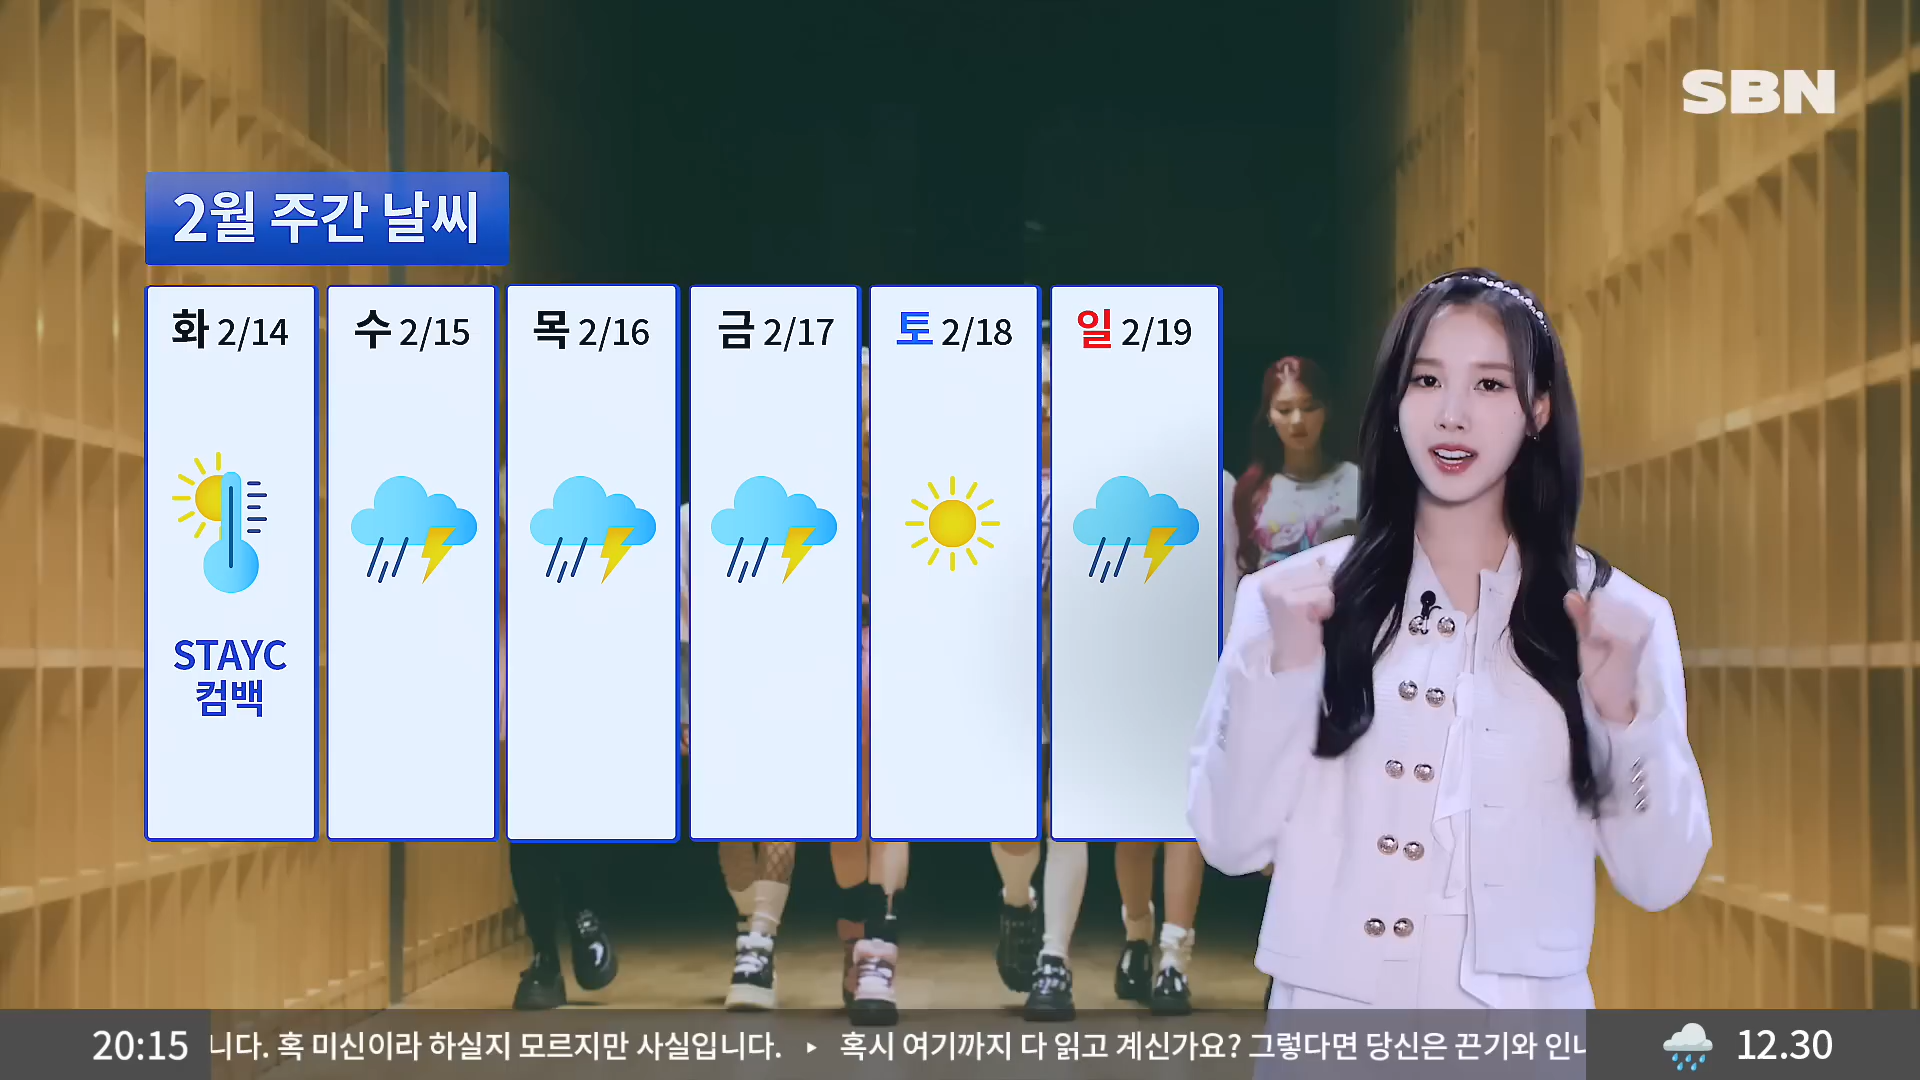 SBN
2월 주간 날씨
화 2/14
수 2/15
목 2/16
금 2/17
토 2/18
일 2/19
STAYC
컴백
20:15
니다. 혹 미신이라 하실지 모르지만 사실입니다. ▸ 혹시 여기까지 다 읽고 계신가요? 그렇다면 당신은 끈기와 인
12.30